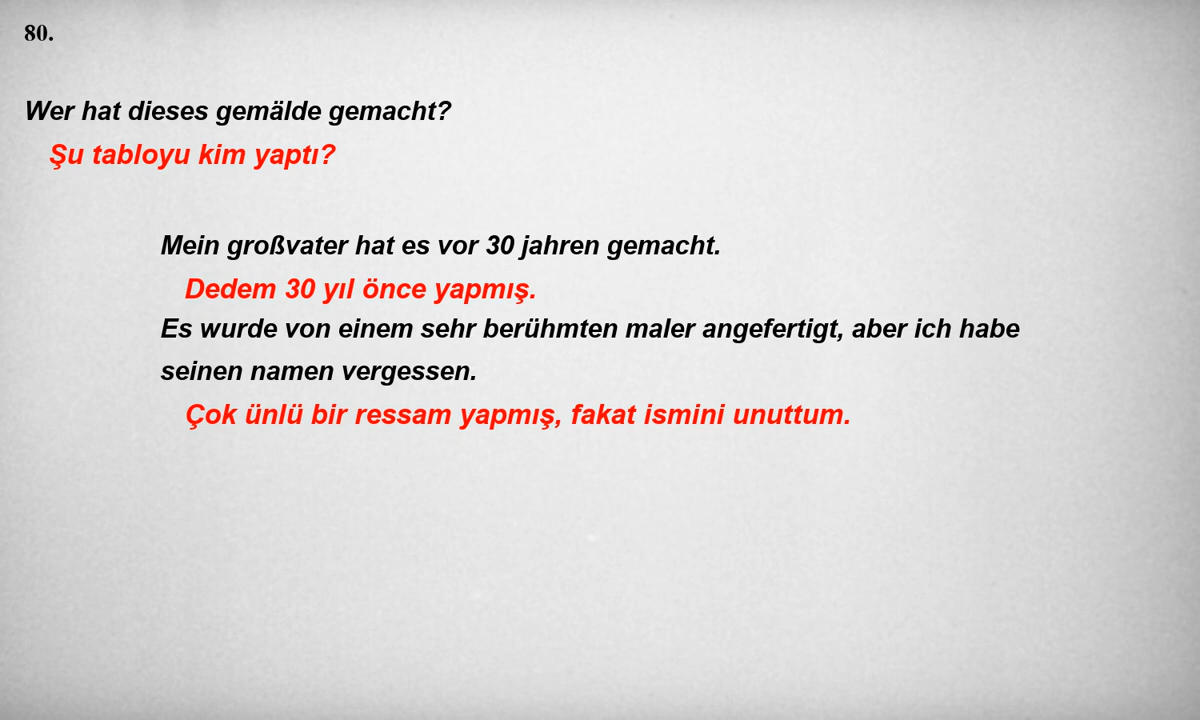 80.
Wer hat dieses gemälde gemacht?
Şu tabloyu kim yaptı?
Mein großvater hat es vor 30 jahren gemacht.
Dedem 30 yıl önce yapmış.
Es wurde von einem sehr berühmten maler angefertigt, aber ich habe
seinen namen vergessen.
Çok ünlü bir ressam yapmış, fakat ismini unuttum.